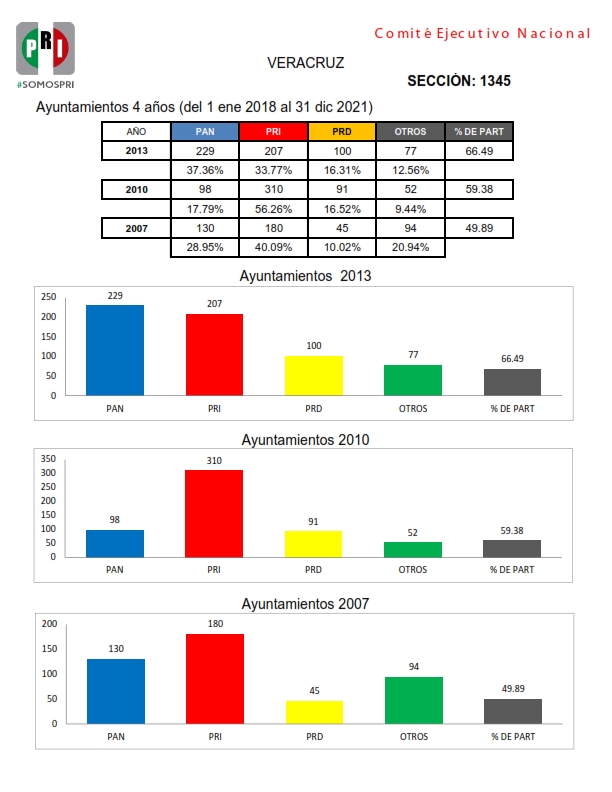 Comité Ejecutivo Nacional
PRI
#SOMOSPRI
VERACRUZ
SECCIÓN: 1345
Ayuntamientos 4 años (del 1 ene 2018 al 31 dic 2021)
AÑO PAN PRI PRD OTROS % DE PART
2013 229 207 100 77 66.49
37.36% 33.77% 16.31% 12.56%
2010 98 310 91 52 59.38
17.79% 56.26% 16.52% 9.44%
2007 130 180 45 94 49.89
28.95% 40.09% 10.02% 20.94%
Ayuntamientos 2013
250
200
150
100
50
0
229
207
100
77
66.49
PAN PRI PRD OTROS % DE PART
Ayuntamientos 2010
350
300
250
200
150
100
50
0
98
310
91
52
59.38
PAN PRI PRD OTROS % DE PART
Ayuntamientos 2007
200
150
100
50
0
130
180
45
94
49.89
PAN PRI PRD OTROS % DE PART